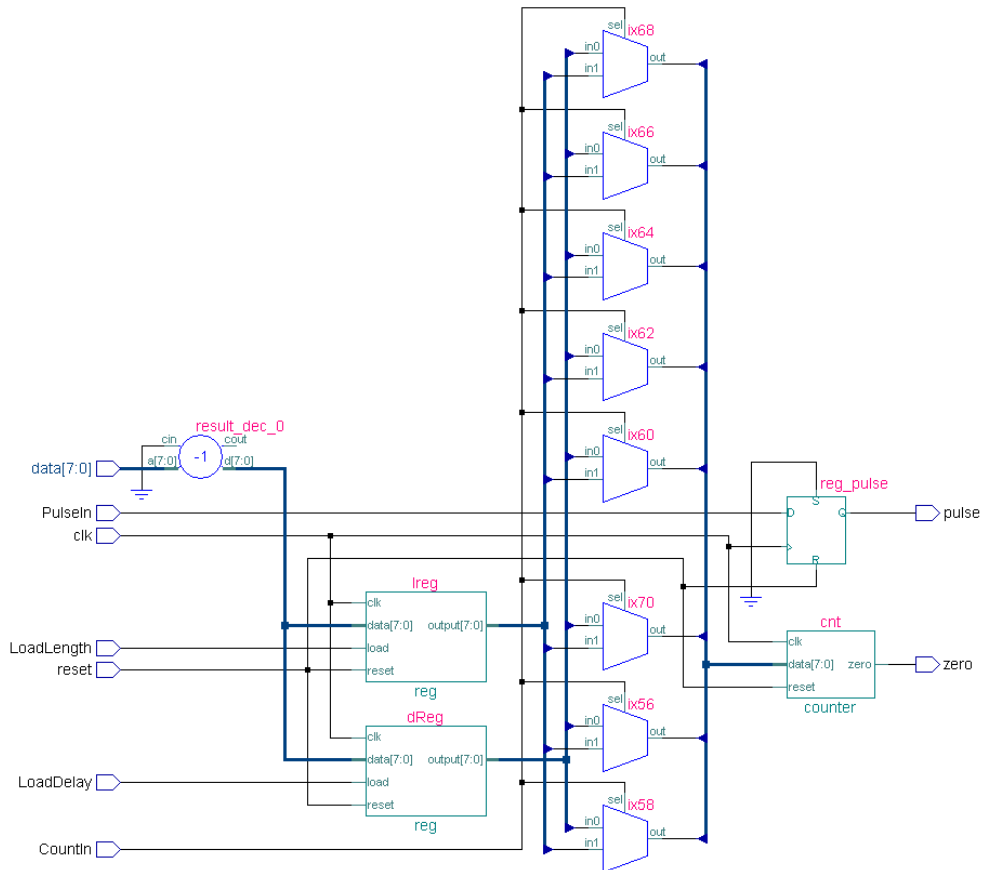 sel ix68
in0
out
in1
sel ix66
in0
out
in1
sel ix64
in0
out
in1
sel ix62
in0
out
in1
sel ix60
in0
out
in1
result_dec_0
cin cout
data[7:0] a[7:0] -1 d[7:0]
reg_pulse
S
PulseIn D Q pulse
clk
R
lreg
clk
data[7:0] output[7:0]
LoadLength load
reset reset
reg
sel ix70
in0
out
in1
cnt
clk
data[7:0] zero zero
reset
counter
dReg
clk
data[7:0] output[7:0]
LoadDelay load
reset
reg
sel ix56
in0
out
in1
sel ix58
in0
out
in1
CountIn